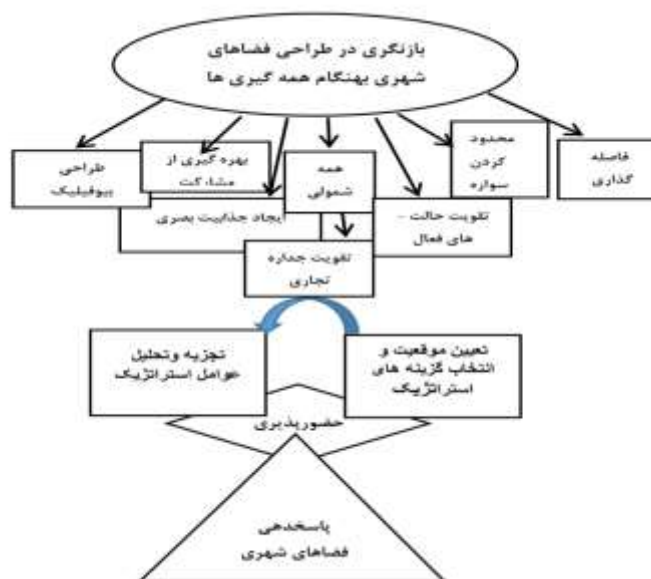 بازنگری در طراحی فضاهای
شهری بهنگام همه گیری ها
فاصله
گذاری
محدود
کردن
سواره
همه
شمولی
بهره گیری از
مشارکت
طراحی
بیوفیلیک
تقویت حالت –
های فعال
ایجاد جذابیت بصری
تقویت جداره
تجاری
تعیین موقعیت و
انتخاب گزینه های
استراتژیک
تجزیه وتحلیل
عوامل استراتژیک
حضورپذیری
پاسخدهی
فضاهای شهری